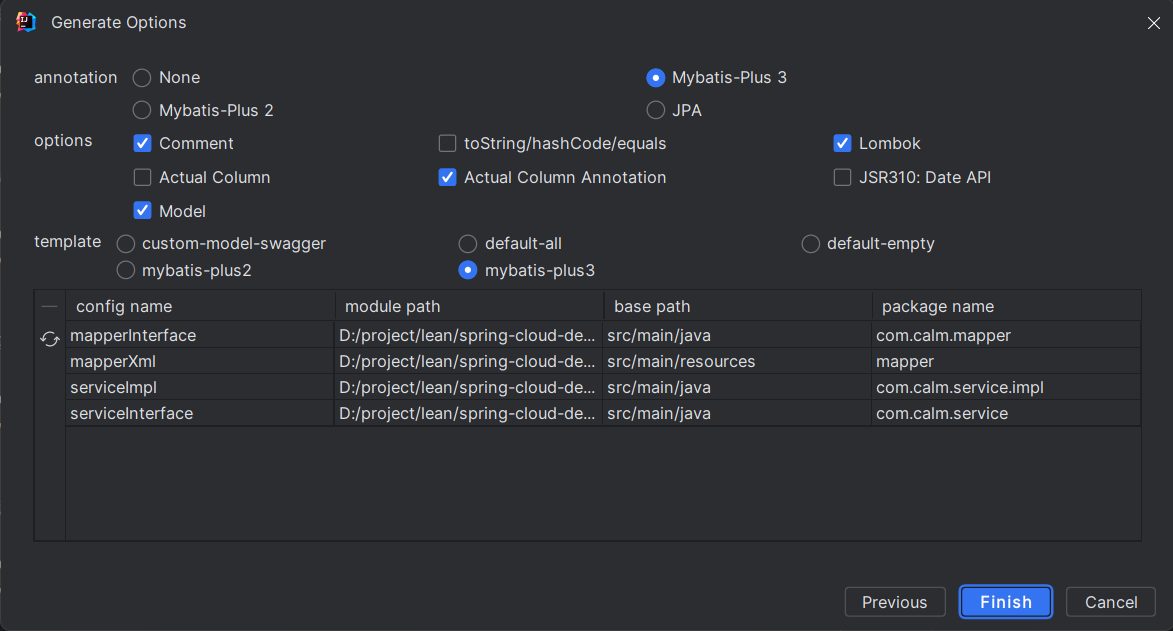 Generate Options
annotation None Mybatis-Plus 3
Mybatis-Plus 2 JPA
options Comment toString/hashCode/equals Lombok
Actual Column Actual Column Annotation JSR310: Date API
Model
template custom-model-swagger default-all default-empty
mybatis-plus2 mybatis-plus3
config name module path base path package name
mapperInterface D:/project/lean/spring-cloud-de... src/main/java com.calm.mapper
mapperXml D:/project/lean/spring-cloud-de... src/main/resources mapper
serviceImpl D:/project/lean/spring-cloud-de... src/main/java com.calm.service.impl
serviceInterface D:/project/lean/spring-cloud-de... src/main/java com.calm.service
Previous Finish Cancel